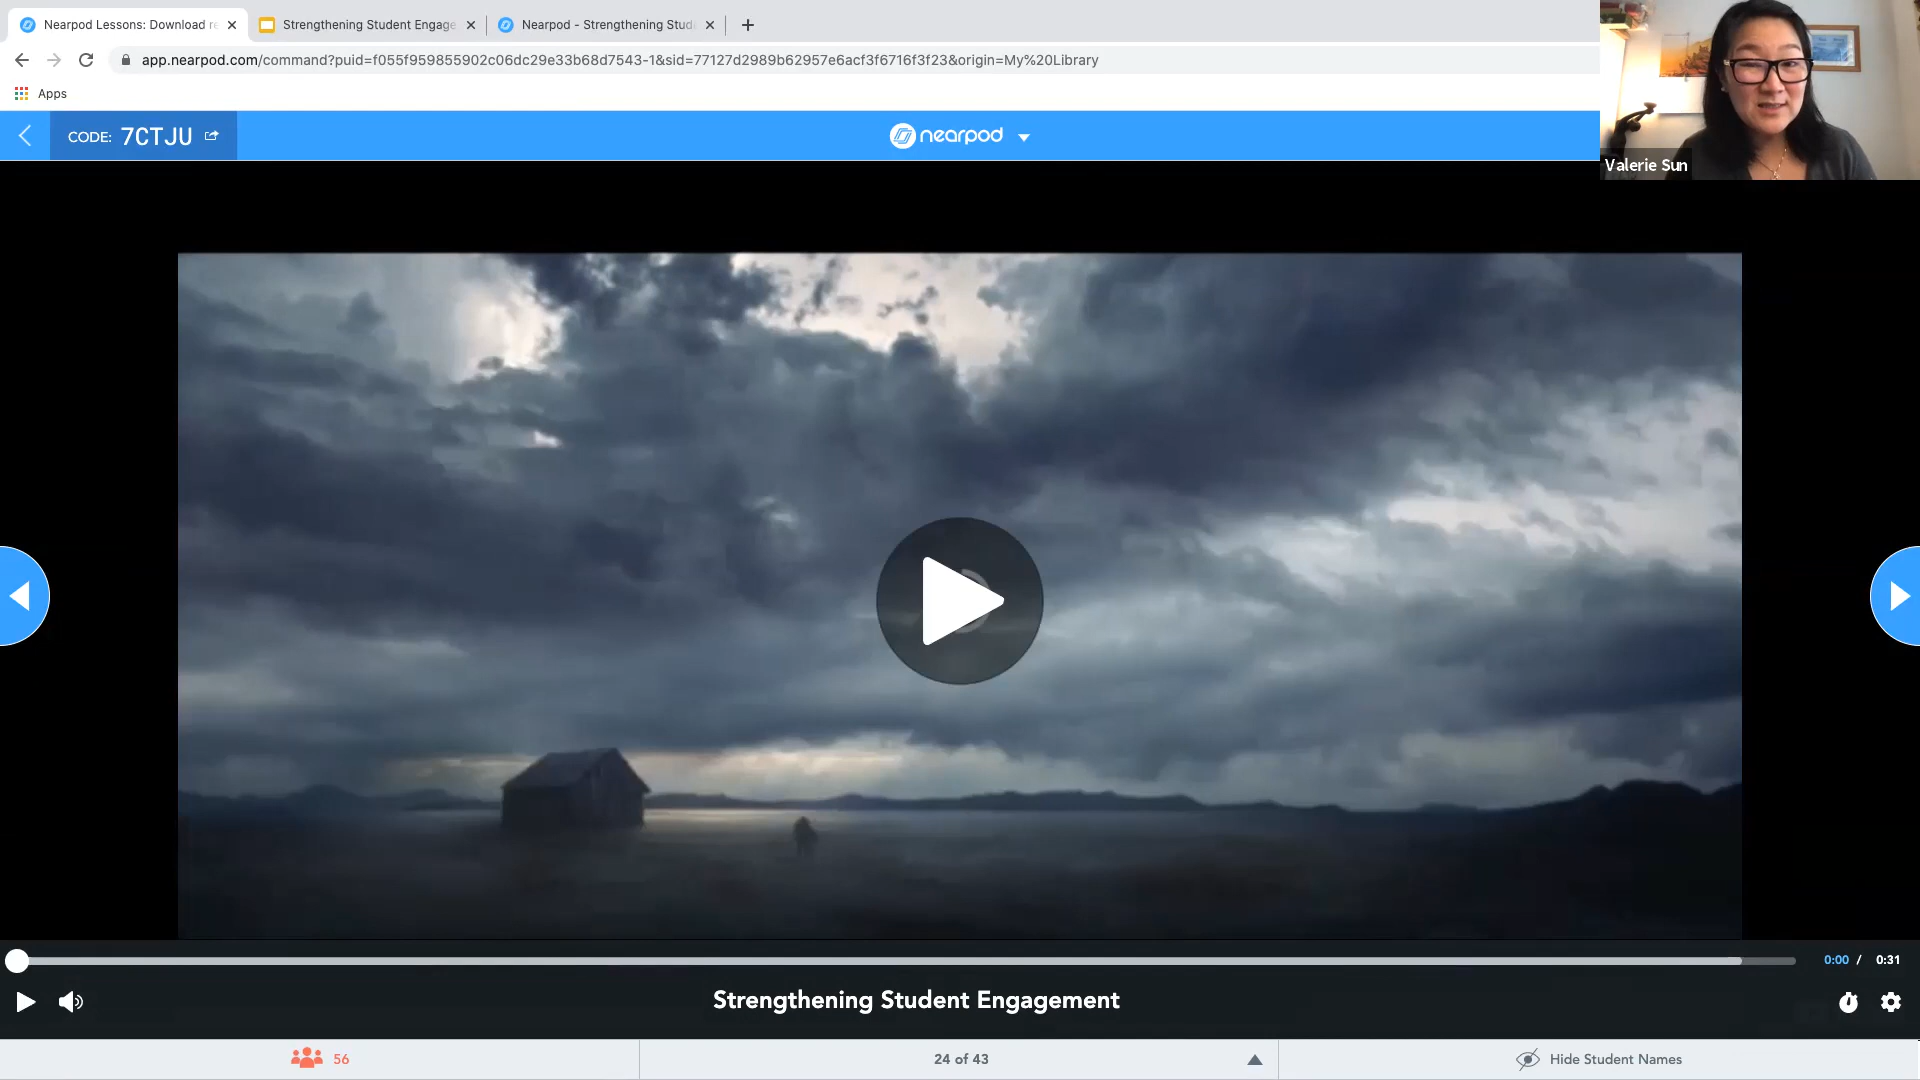 Nearpod Lessons: Download re
Strengthening Student Engage
Nearpod - Strengthening Stude
app.nearpod.com/command?puid=f055f959855902c06dc29e33b68d7543-1&sid=77127d2989b62957e6acf3f6716f3f23&origin=My%20Library
Apps
CODE: 7CTJU
nearpod
Valerie Sun
0:00 / 0:31
Strengthening Student Engagement
56
24 of 43
Hide Student Names